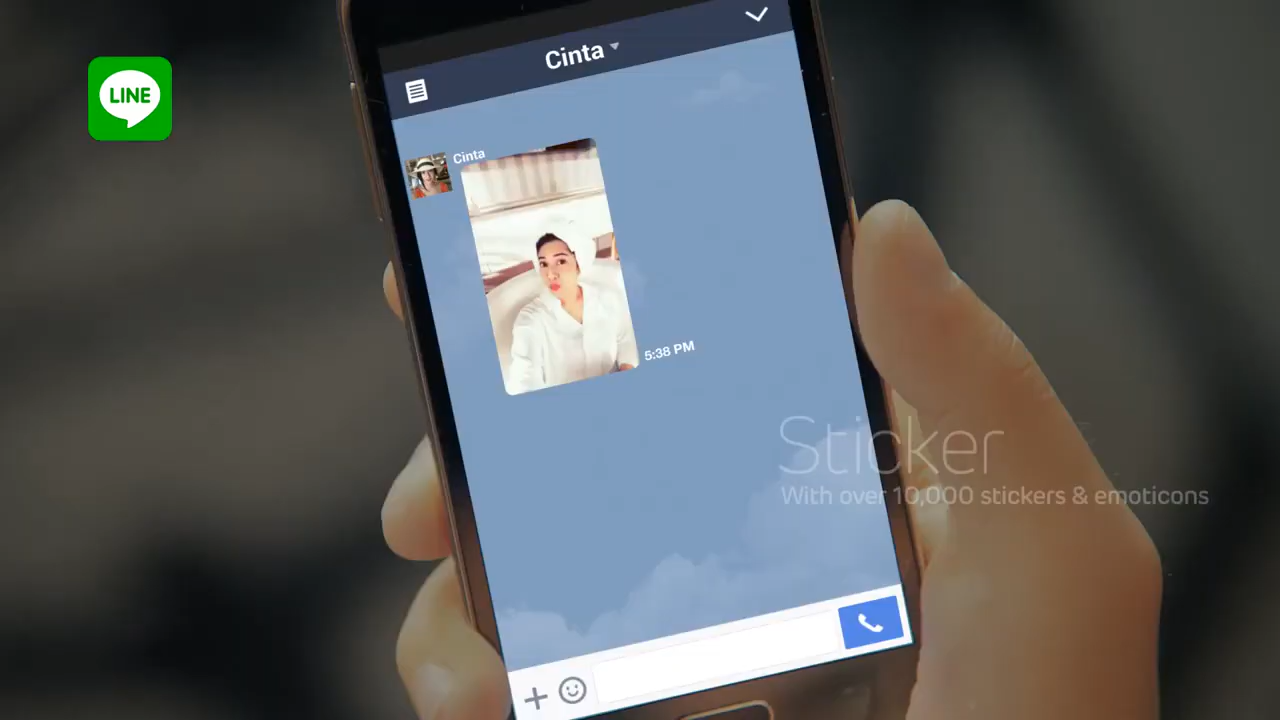 LINE
Cinta
Cinta
5:38 PM
Sticker
With over 10,000 stickers & emoticons